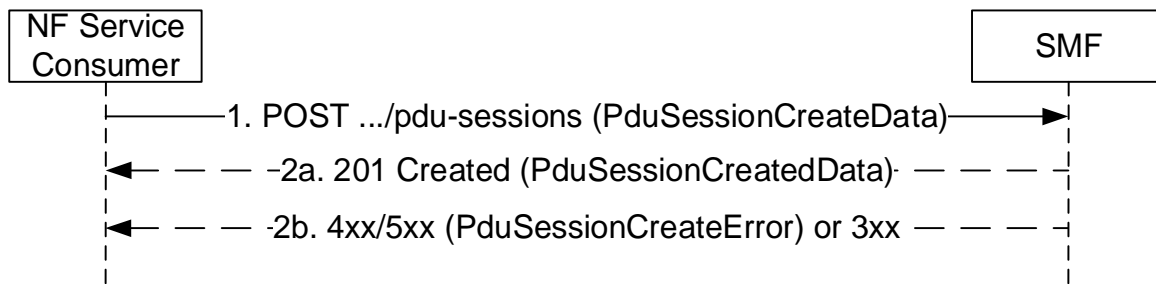 NF Service
Consumer
SMF
1. POST .../pdu-sessions (PduSessionCreateData)
2a. 201 Created (PduSessionCreatedData)
2b. 4xx/5xx (PduSessionCreateError) or 3xx